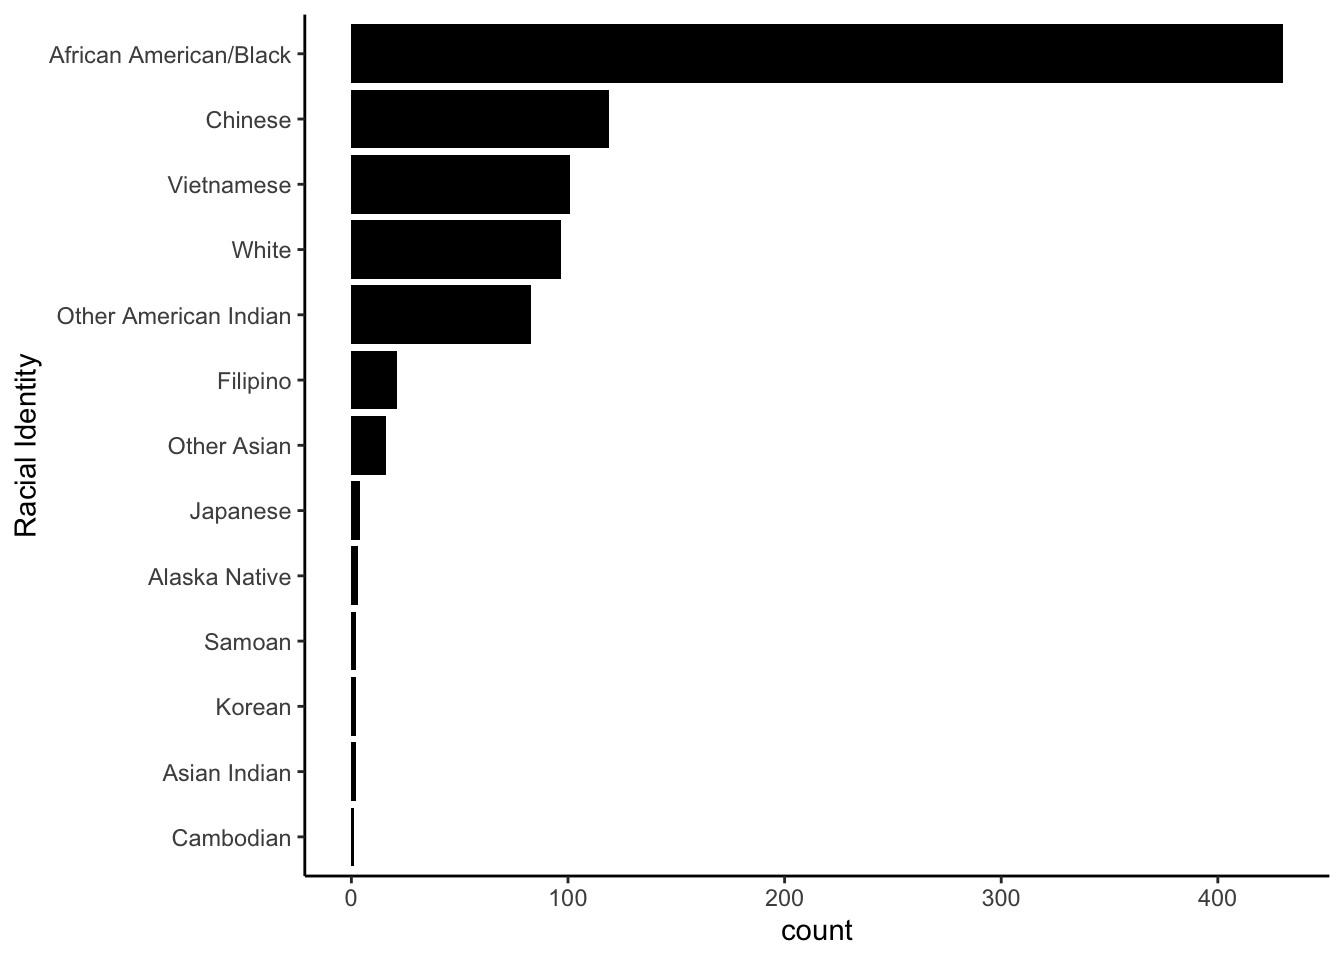 African American/Black
Chinese
Vietnamese
White
Other American Indian
Filipino
Other Asian
Japanese
Alaska Native
Samoan
Korean
Asian Indian
Cambodian
Racial Identity
0 100 200 300 400
count